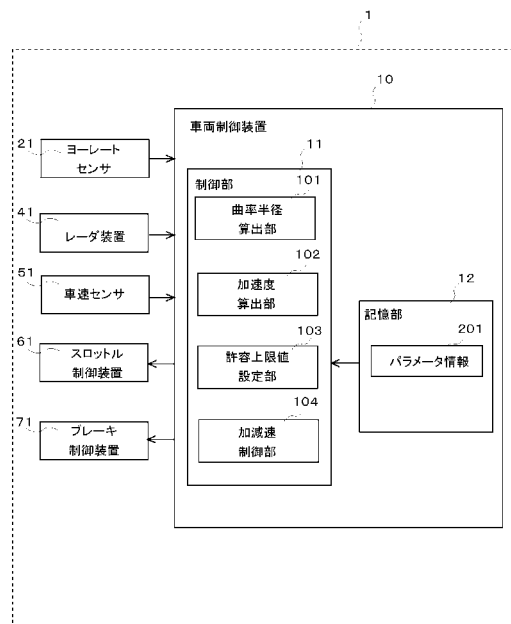 1
10
車両制御装置
21
ヨーレート
センサ
11
制御部
101
曲率半径
算出部
41
レーダ装置
102
加速度
算出部
51
車速センサ
12
記憶部
201
パラメータ情報
61
スロットル
制御装置
103
許容上限値
設定部
71
ブレーキ
制御装置
104
加減速
制御部